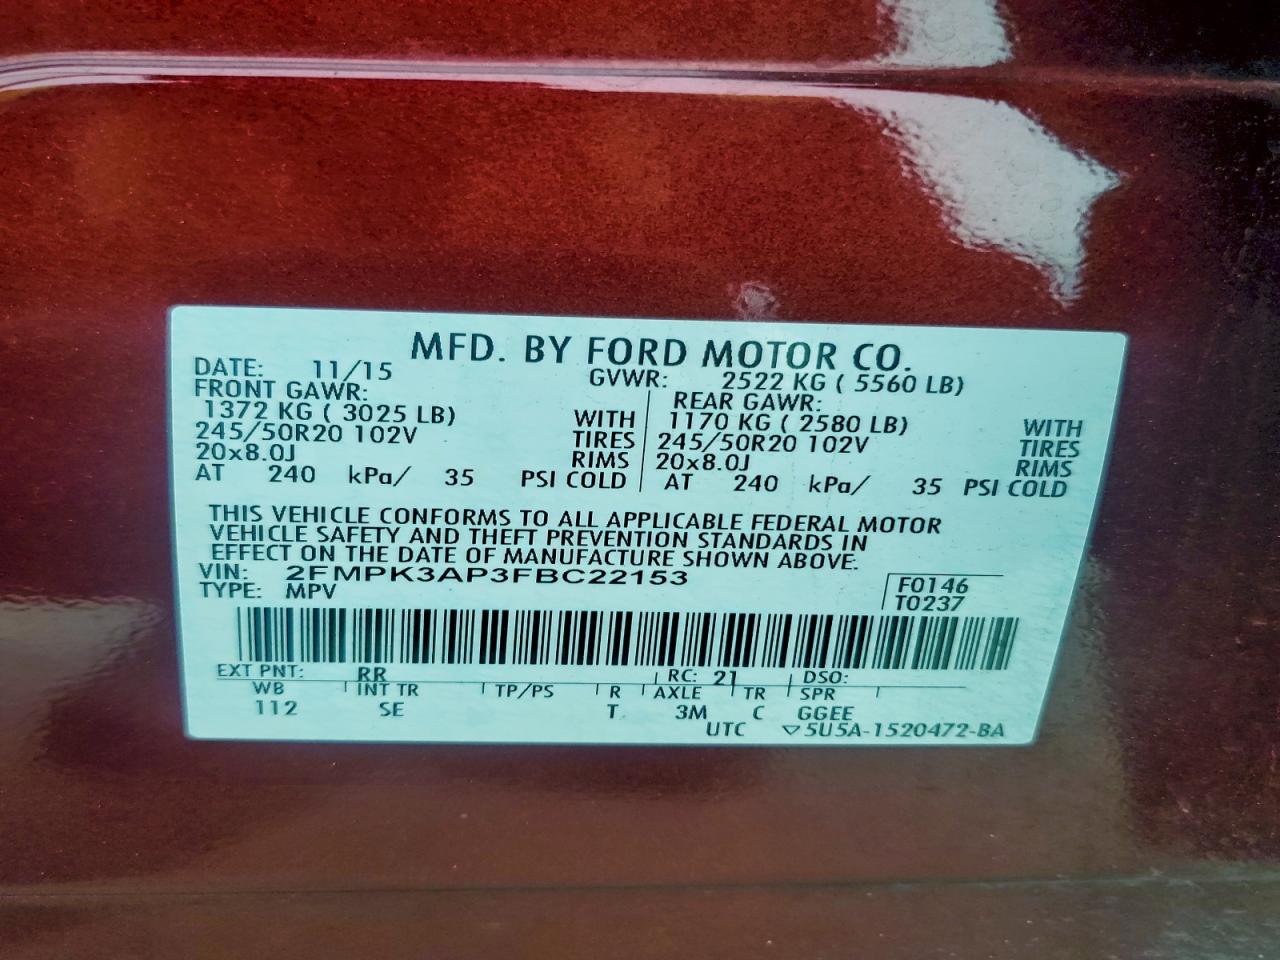 MFD. BY FORD MOTOR CO.
DATE: 11/15 GVWR: 2522 KG ( 5560 LB)
FRONT GAWR: REAR GAWR:
1372 KG ( 3025 LB) WITH 1170 KG ( 2580 LB) WITH
245/50R20 102V TIRES 245/50R20 102V TIRES
20x8.0J RIMS 20x8.0J RIMS
AT 240 kPa/ 35 PSI COLD AT 240 kPa/ 35 PSI COLD
THIS VEHICLE CONFORMS TO ALL APPLICABLE FEDERAL MOTOR
VEHICLE SAFETY AND THEFT PREVENTION STANDARDS IN
EFFECT ON THE DATE OF MANUFACTURE SHOWN ABOVE.
VIN: 2FMPK3AP3FBC22153 F0146
TYPE: MPV T0237
EXT PNT: RR RC: 21 DSO:
WB INT TR TP/PS R AXLE TR SPR
112 SE T 3M C GGEE
UTC ▽5U5A-1520472-BA